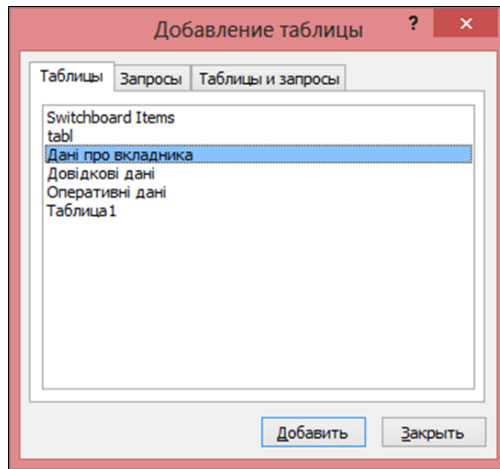 Добавление таблицы ? ×
Таблицы Запросы Таблицы и запросы
Switchboard Items
tabl
Дані про вкладника
Довідкові дані
Оперативні дані
Таблица1
Добавить Закрыть